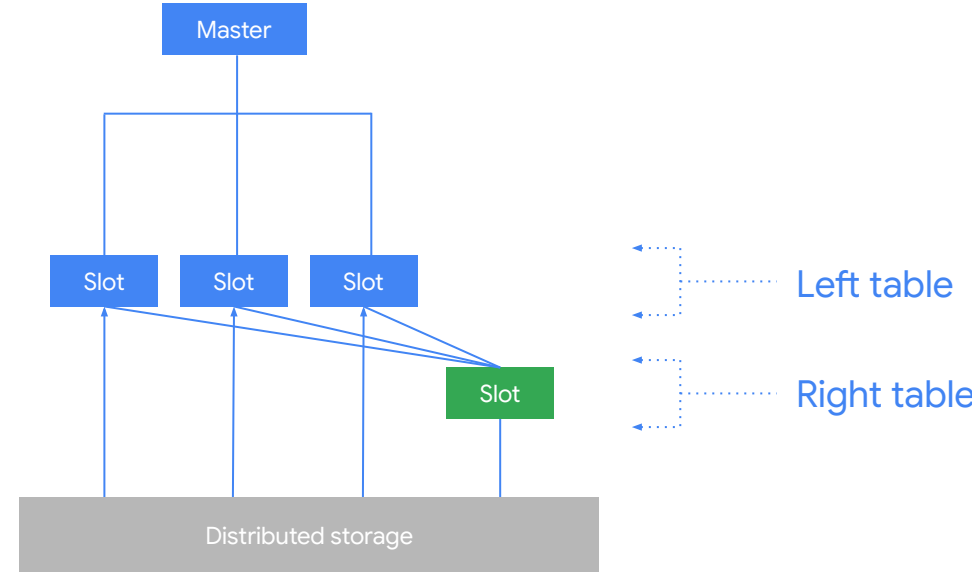 Master
Slot
Slot
Slot
Left table
Slot
Right table
Distributed storage